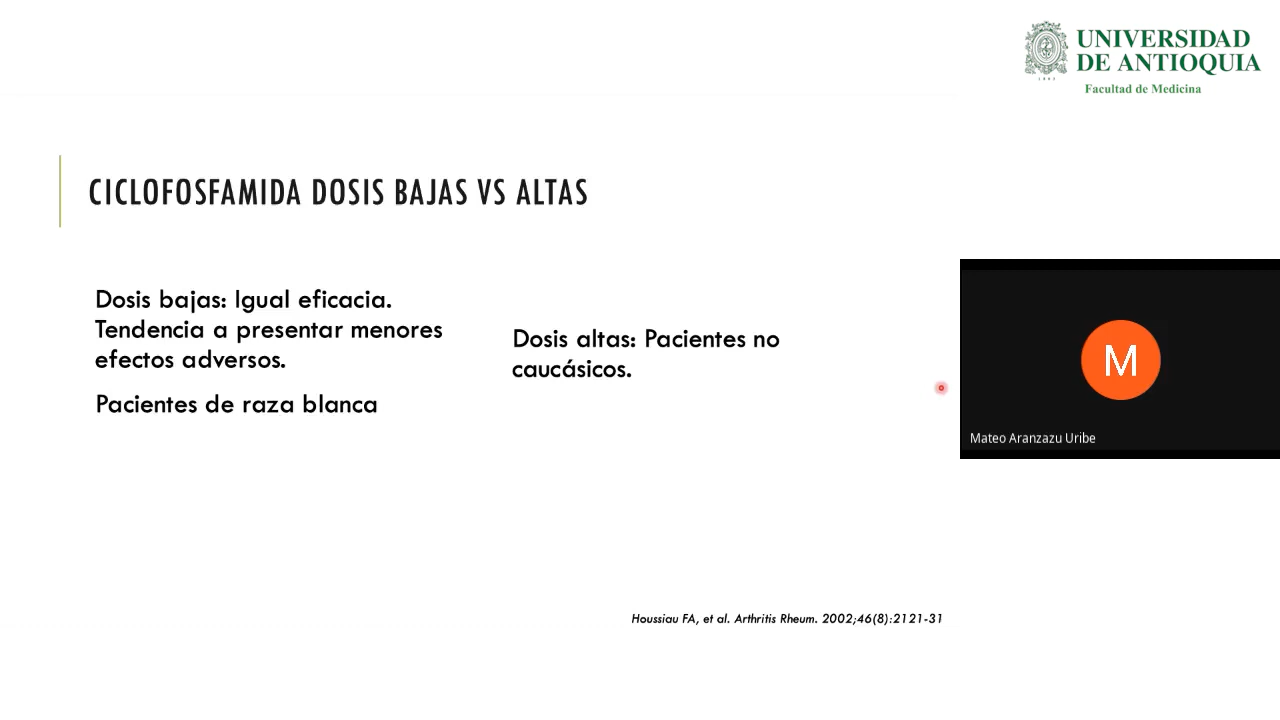 UNIVERSIDAD
DE ANTIOQUIA
1803
Facultad de Medicina
CICLOFOSFAMIDA DOSIS BAJAS VS ALTAS
Dosis bajas: Igual eficacia.
Tendencia a presentar menores
efectos adversos.
Pacientes de raza blanca
Dosis altas: Pacientes no
caucásicos.
M
Mateo Aranzazu Uribe
Houssiau FA, et al. Arthritis Rheum. 2002;46(8):2121-31